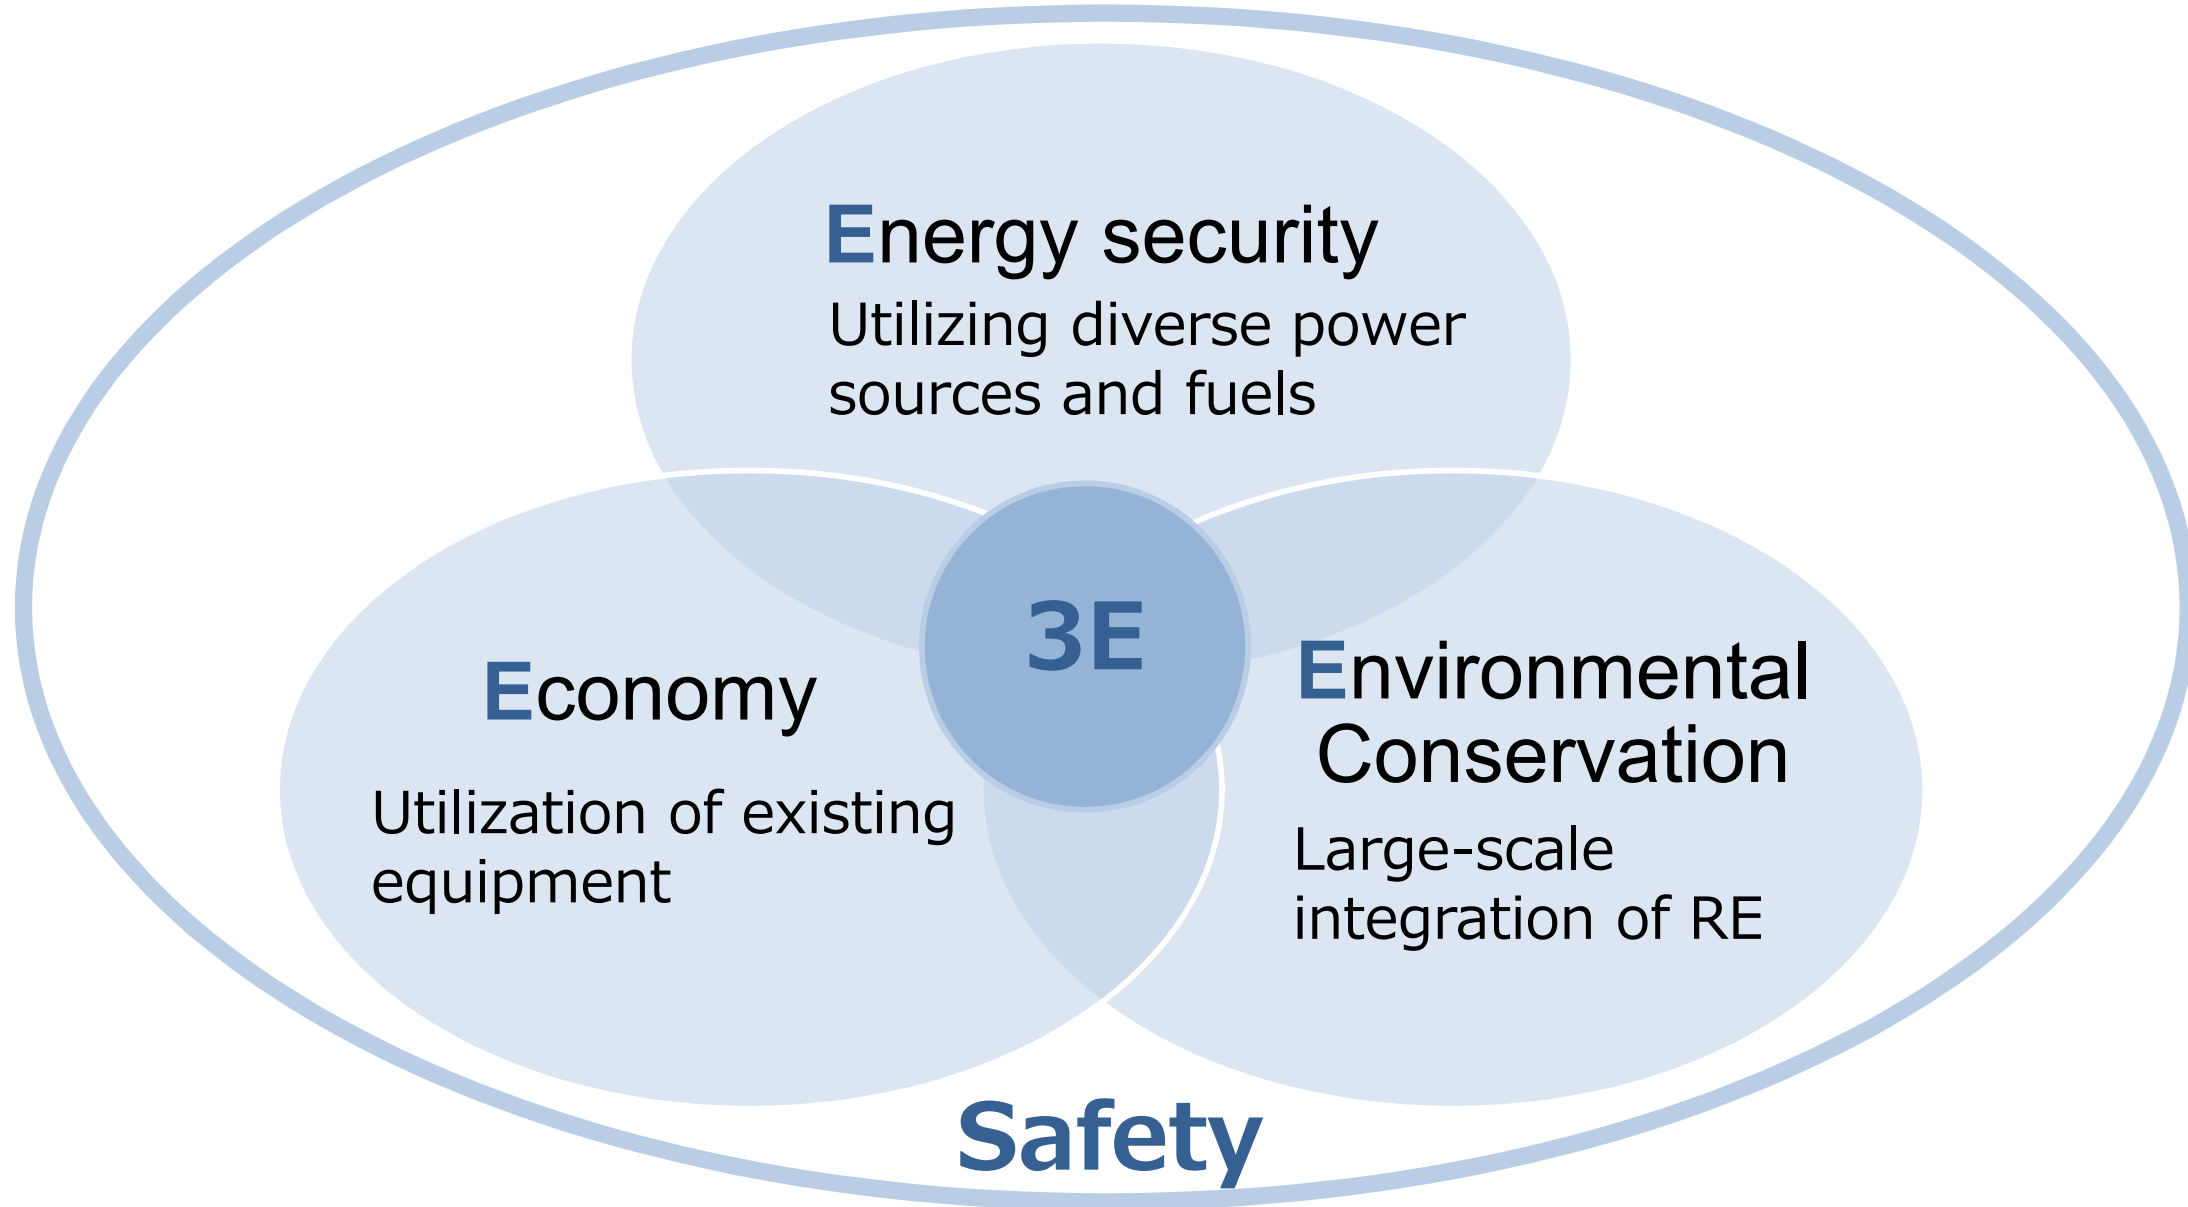 Energy security
Utilizing diverse power
sources and fuels
3E
Economy
Utilization of existing
equipment
Environmental
Conservation
Large-scale
integration of RE
Safety